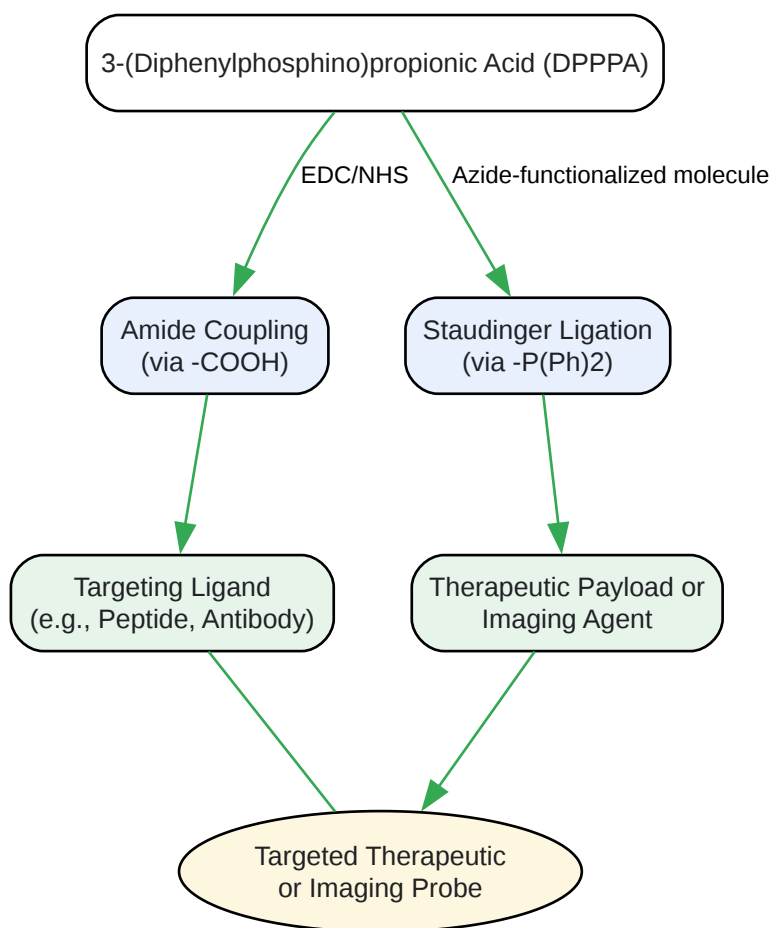 3-(Diphenylphosphino)propionic Acid (DPPPA)
EDC/NHS
Azide-functionalized molecule
Amide Coupling
(via -COOH)
Staudinger Ligation
(via -P(Ph)2)
Targeting Ligand
(e.g., Peptide, Antibody)
Therapeutic Payload or
Imaging Agent
Targeted Therapeutic
or Imaging Probe